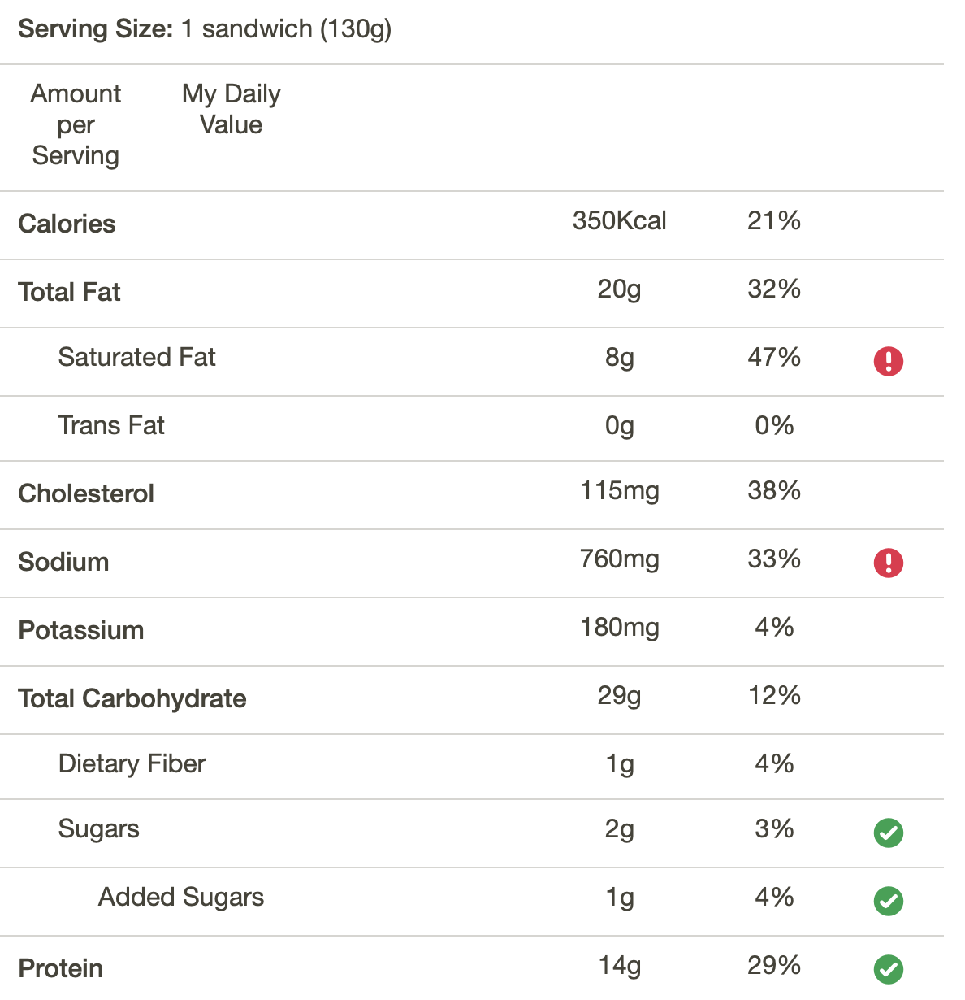 Serving Size: 1 sandwich (130g)
Amount per Serving My Daily Value
Calories 350Kcal 21%
Total Fat 20g 32%
Saturated Fat 8g 47%
Trans Fat 0g 0%
Cholesterol 115mg 38%
Sodium 760mg 33%
Potassium 180mg 4%
Total Carbohydrate 29g 12%
Dietary Fiber 1g 4%
Sugars 2g 3%
Added Sugars 1g 4%
Protein 14g 29%